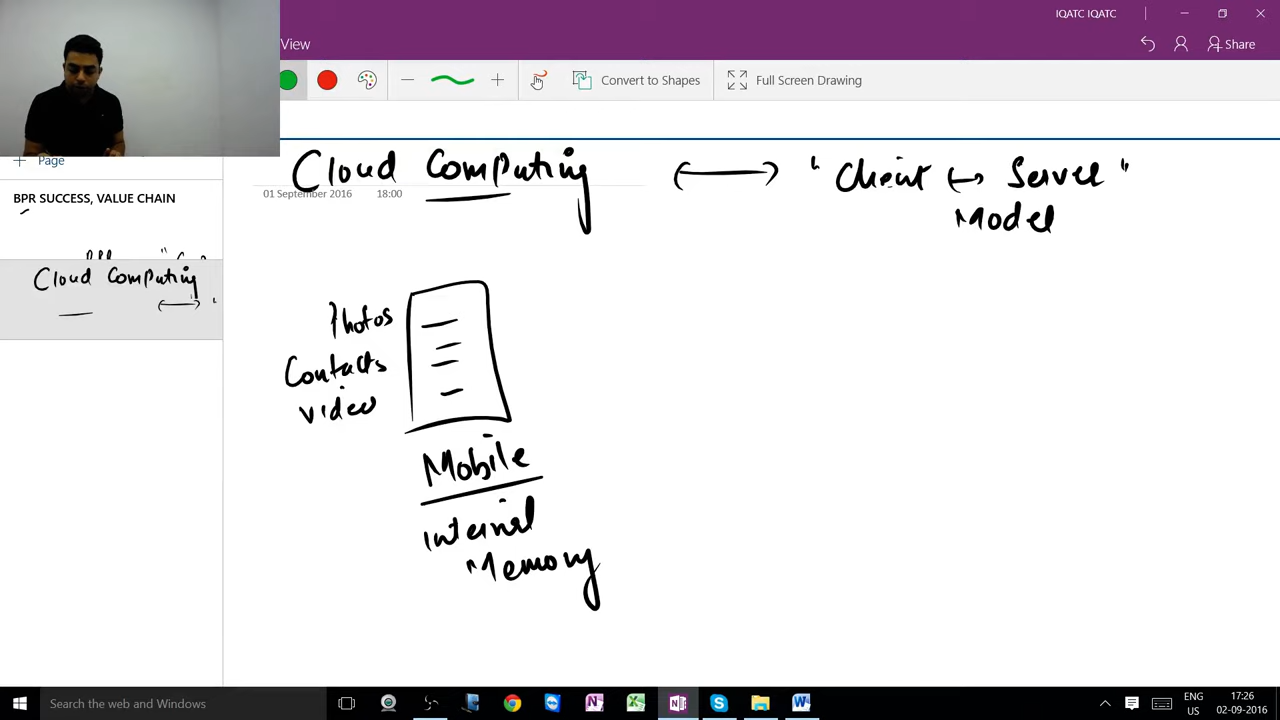 IQATC IQATC
View
Share
Convert to Shapes
Full Screen Drawing
+ Page
BPR SUCCESS, VALUE CHAIN
Cloud Computing
Cloud Computing ↔ "Client ↔ Server"
Model
01 September 2016 18:00
Photos
Contacts
video
Mobile
Internal
Memory
Search the web and Windows
ENG
US
17:26
02-09-2016